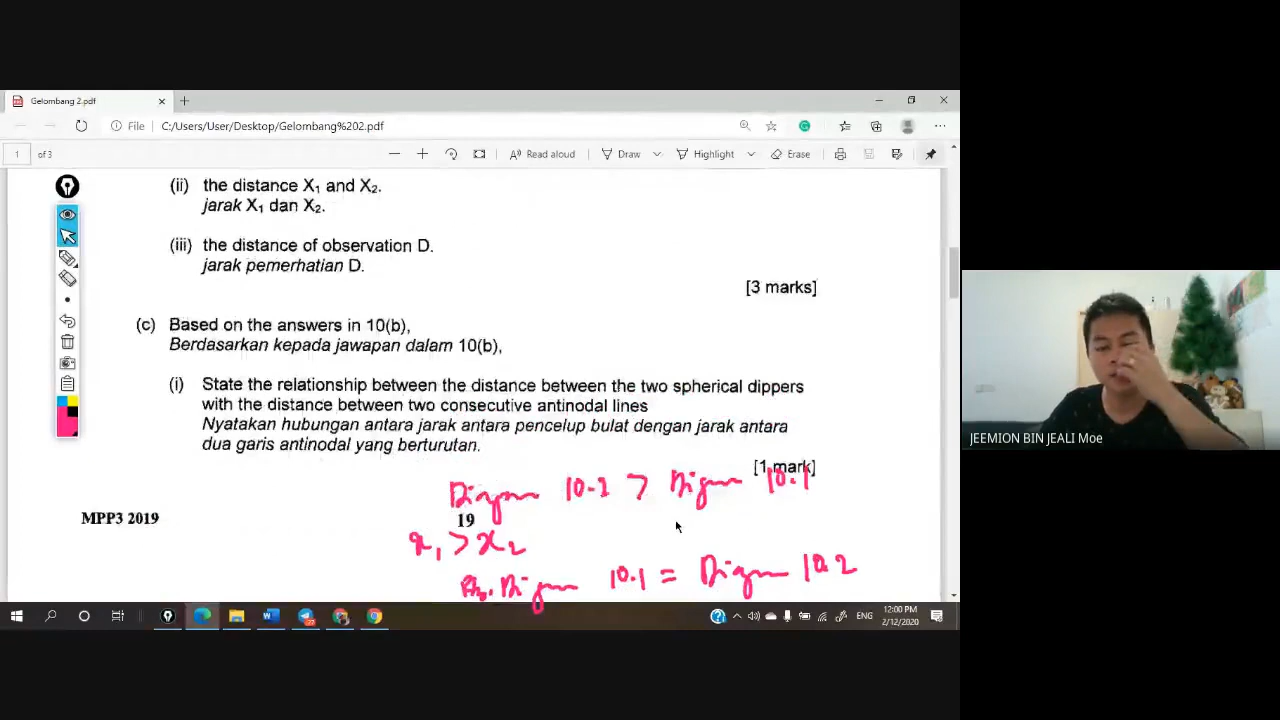 Gelombang 2.pdf
File
C:/Users/User/Desktop/Gelombang%202.pdf
1 of 3
Read aloud
Draw
Highlight
Erase
(ii) the distance X₁ and X₂.
jarak X₁ dan X₂.
(iii) the distance of observation D.
jarak pemerhatian D.
[3 marks]
(c) Based on the answers in 10(b),
Berdasarkan kepada jawapan dalam 10(b),
(i) State the relationship between the distance between the two spherical dippers
with the distance between two consecutive antinodal lines
Nyatakan hubungan antara jarak antara pencelup bulat dengan jarak antara
dua garis antinodal yang berturutan.
[1 mark]
Diagram 10.2 > Diagram 10.1
MPP3 2019
19
x₁ > x₂
Diagram 10.1 = Diagram 10.2
JEEMION BIN JEALI Moe
ENG
12:00 PM
2/12/2020